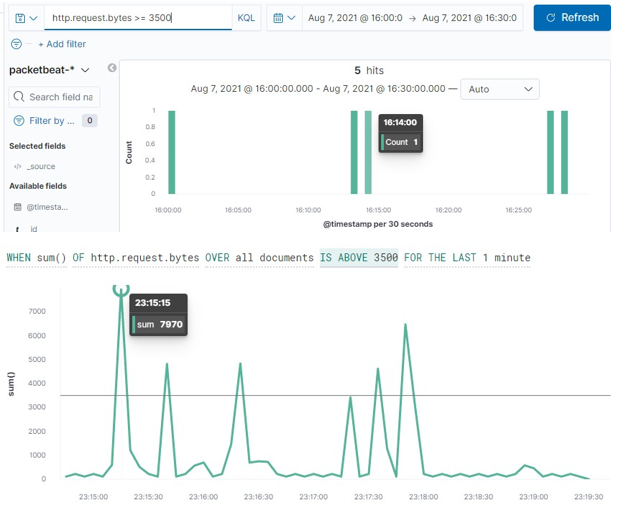 http.request.bytes >= 3500 KQL Aug 7, 2021 @ 16:00:0 → Aug 7, 2021 @ 16:30:0 Refresh
+ Add filter
packetbeat-*
5 hits
Aug 7, 2021 @ 16:00:00.000 - Aug 7, 2021 @ 16:30:00.000 — Auto
Search field na
Filter by ... 0
Selected fields
</> _source
Available fields
@timesta...
t _id
Count
1
0.8
0.6
0.4
0.2
0
16:14:00
Count 1
16:00:00 16:05:00 16:10:00 16:15:00 16:20:00 16:25:00
@timestamp per 30 seconds
WHEN sum() OF http.request.bytes OVER all documents IS ABOVE 3500 FOR THE LAST 1 minute
sum()
7000
6000
5000
4000
3000
2000
1000
0
23:15:15
sum 7970
23:15:00 23:15:30 23:16:00 23:16:30 23:17:00 23:17:30 23:18:00 23:18:30 23:19:00 23:19:30